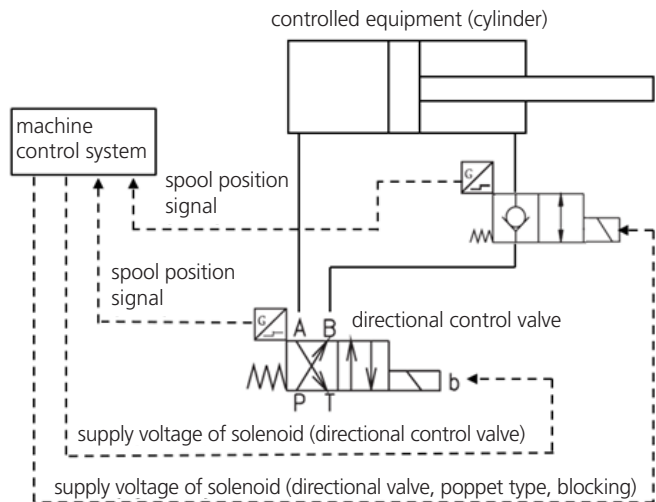 controlled equipment (cylinder)
machine
control system
spool position
signal
G
spool position
signal
G
A B
directional control valve
b
P T
supply voltage of solenoid (directional control valve)
supply voltage of solenoid (directional valve, poppet type, blocking)